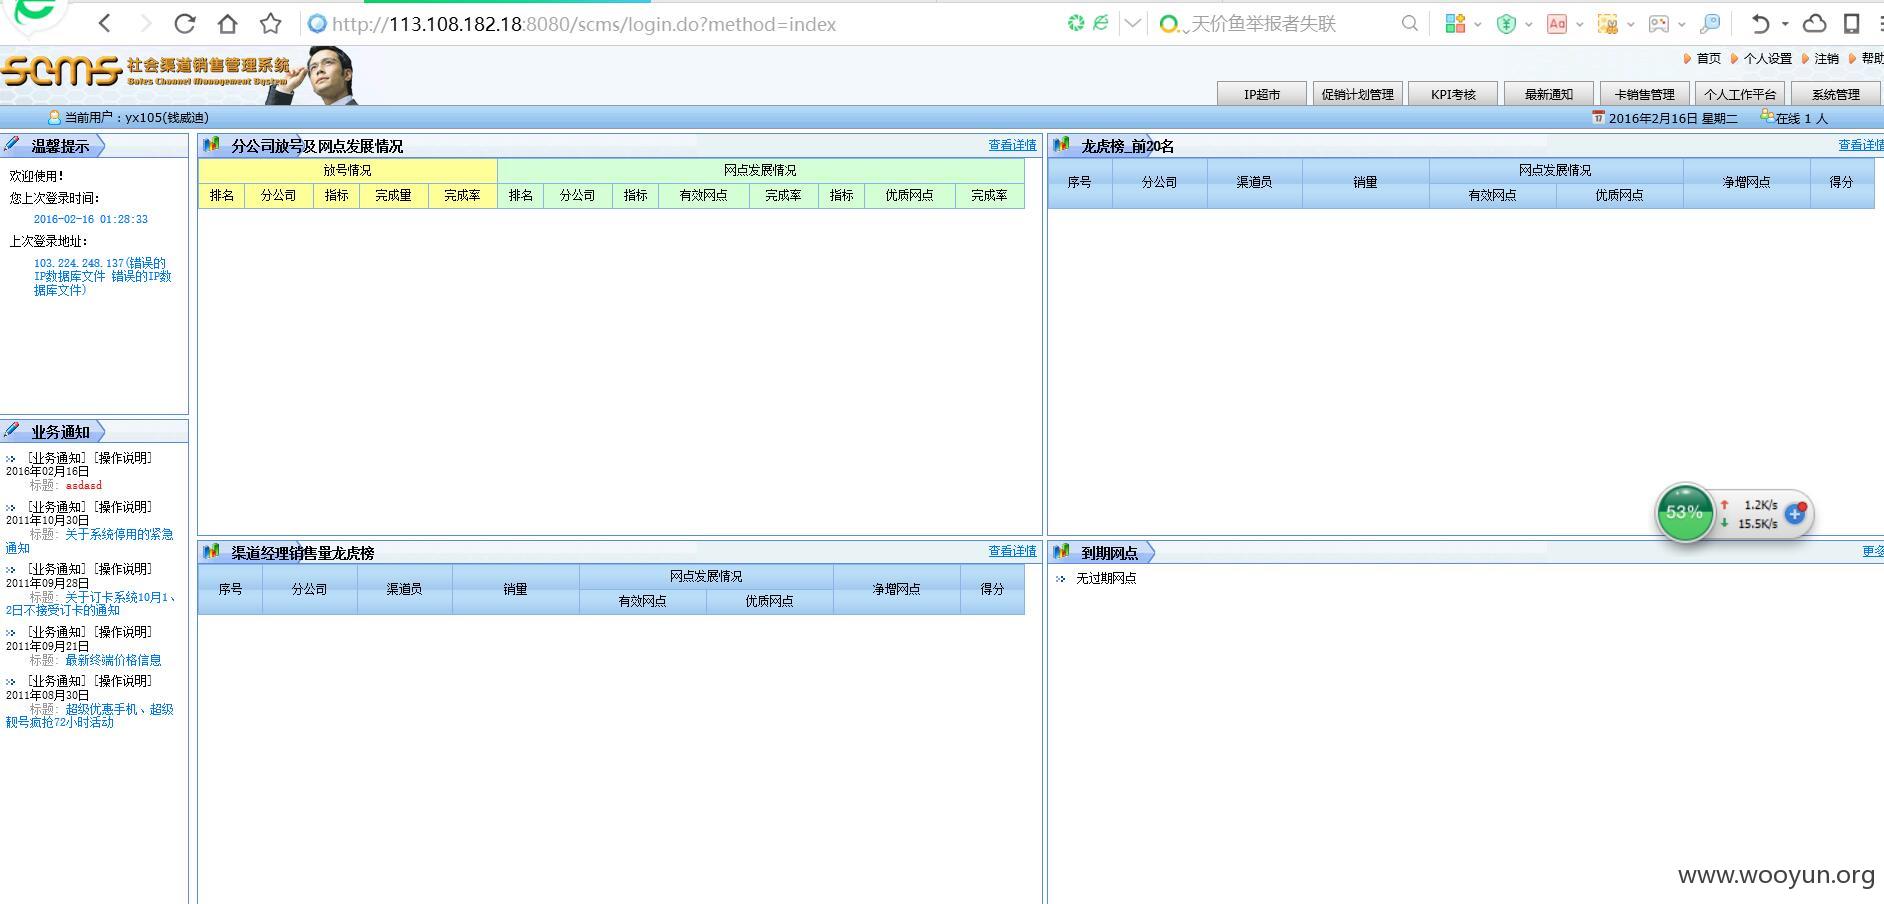 http://113.108.182.18:8080/scms/login.do?method=index
天价鱼举报者失联
scms 社会渠道销售管理系统
Sales Channel Management System
首页 个人设置 注销 帮助
IP超市 促销计划管理 KPI考核 最新通知 卡销售管理 个人工作平台 系统管理
当前用户：yx105(钱威迪)
2016年2月16日 星期二 在线 1 人
温馨提示
欢迎使用！
您上次登录时间：
2016-02-16 01:28:33
上次登录地址：
103.224.248.137(错误的
IP数据库文件 错误的IP数
据库文件)
业务通知
[业务通知] [操作说明]
2016年02月16日
标题：asdasd
[业务通知] [操作说明]
2011年10月30日
标题：关于系统停用的紧急
通知
[业务通知] [操作说明]
2011年09月28日
标题：关于订卡系统10月1、
2日不接受订卡的通知
[业务通知] [操作说明]
2011年09月21日
标题：最新终端价格信息
[业务通知] [操作说明]
2011年08月30日
标题：超级优惠手机、超级
靓号疯抢72小时活动
分公司放号及网点发展情况 查看详情
放号情况 网点发展情况
排名 分公司 指标 完成量 完成率 排名 分公司 指标 有效网点 完成率 指标 优质网点 完成率
龙虎榜_前20名 查看详情
序号 分公司 渠道员 销量 网点发展情况 净增网点 得分
有效网点 优质网点
渠道经理销售量龙虎榜 查看详情
序号 分公司 渠道员 销量 网点发展情况 净增网点 得分
有效网点 优质网点
到期网点 更多
无过期网点
53%
1.2K/s
15.5K/s
www.wooyun.org